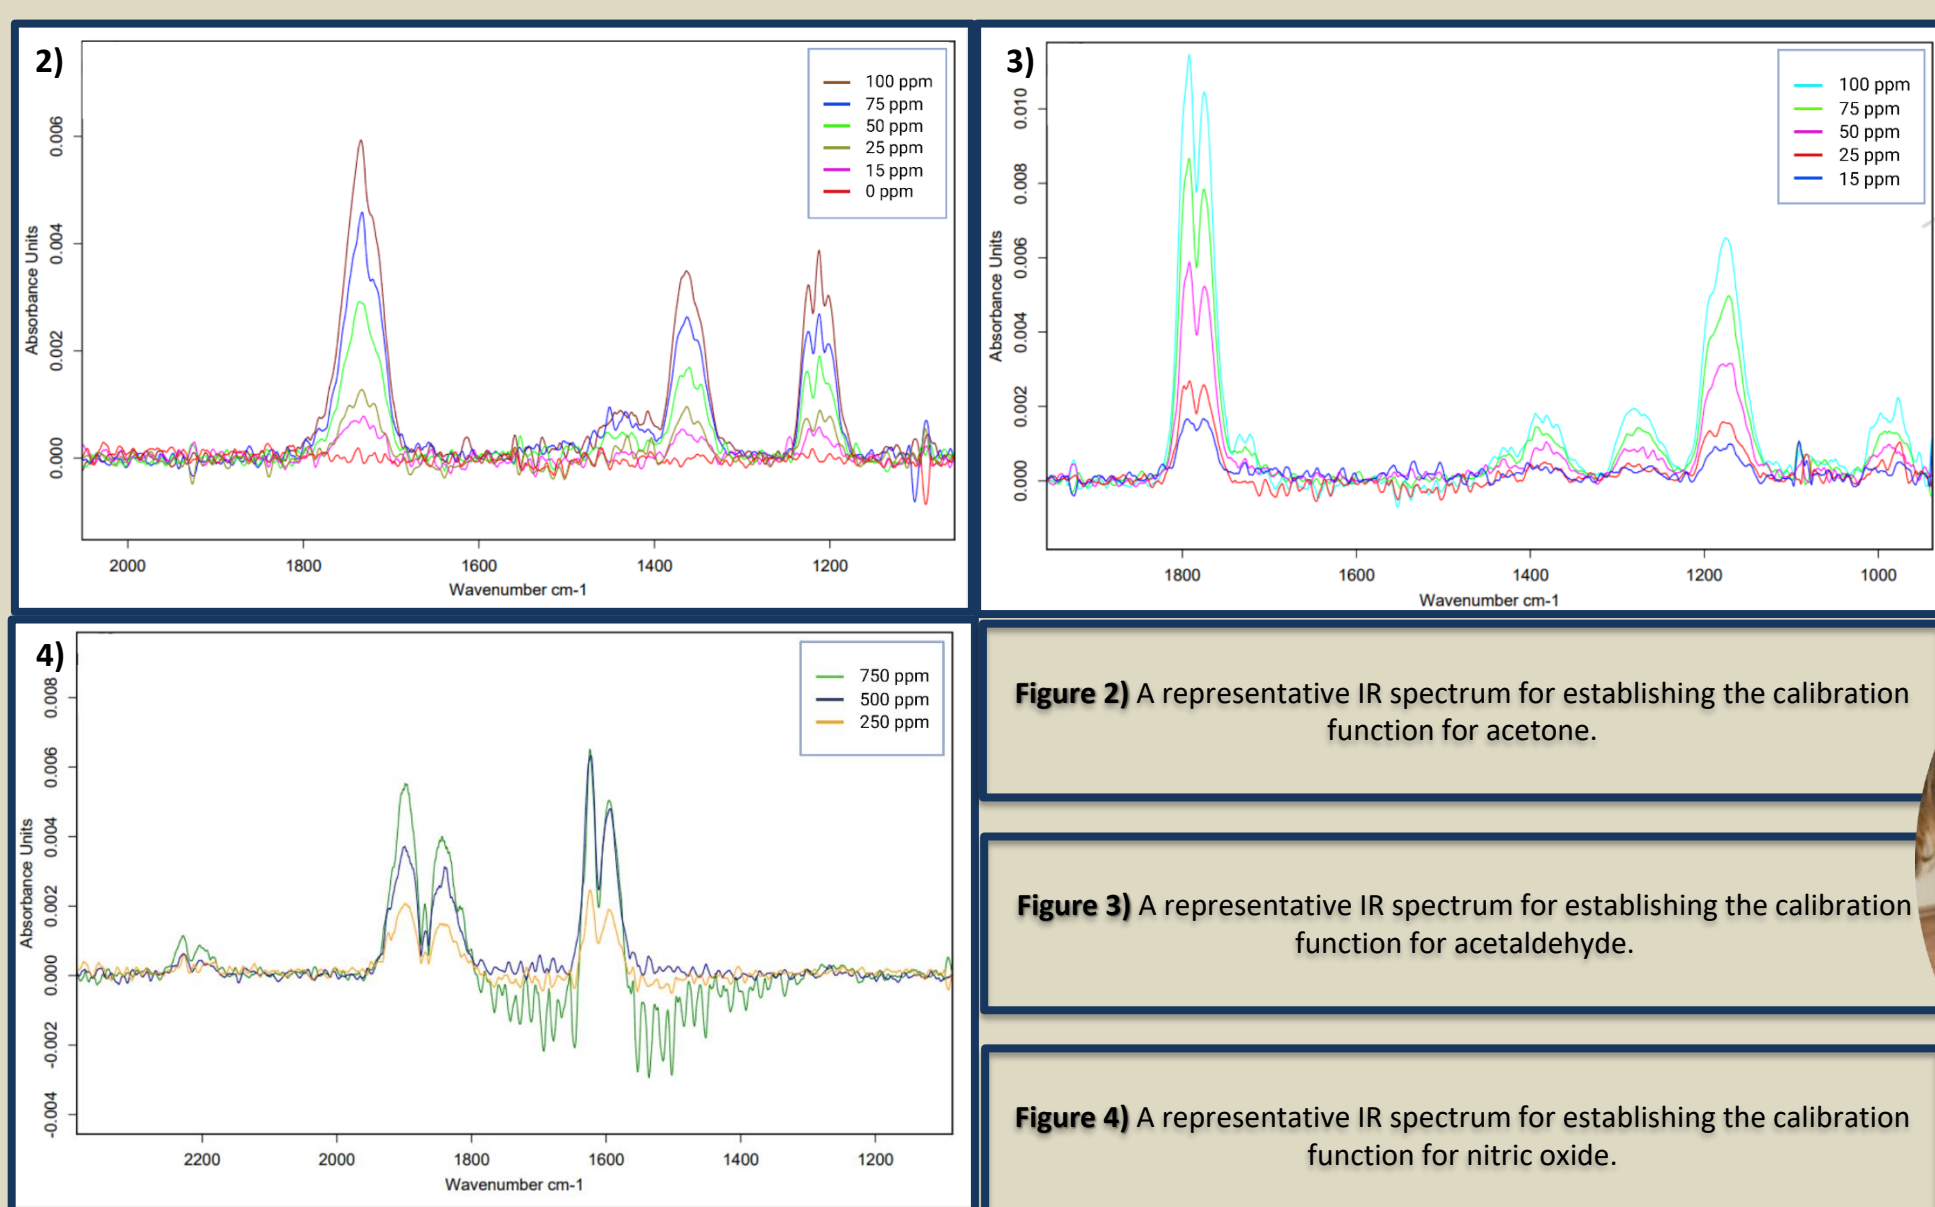 2)
100 ppm
75 ppm
50 ppm
25 ppm
15 ppm
0 ppm
Absorbance Units
0.006
0.004
0.002
0.000
2000 1800 1600 1400 1200
Wavenumber cm-1
3)
100 ppm
75 ppm
50 ppm
25 ppm
15 ppm
Absorbance Units
0.010
0.008
0.006
0.004
0.002
0.000
1800 1600 1400 1200 1000
Wavenumber cm-1
4)
750 ppm
500 ppm
250 ppm
Absorbance Units
0.008
0.006
0.004
0.002
0.000
-0.002
-0.004
2200 2000 1800 1600 1400 1200
Wavenumber cm-1
Figure 2) A representative IR spectrum for establishing the calibration
function for acetone.
Figure 3) A representative IR spectrum for establishing the calibration
function for acetaldehyde.
Figure 4) A representative IR spectrum for establishing the calibration
function for nitric oxide.